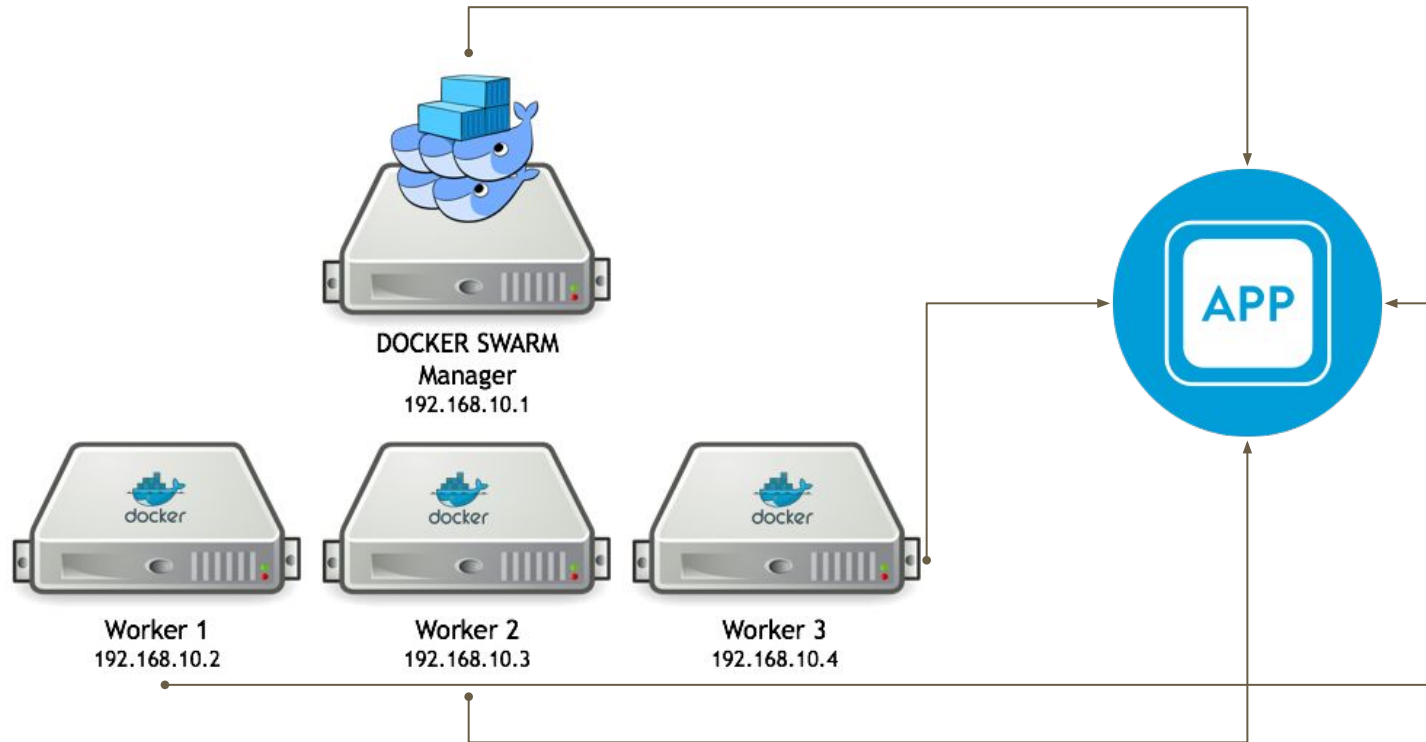 DOCKER SWARM
Manager
192.168.10.1
APP
docker
docker
docker
Worker 1
192.168.10.2
Worker 2
192.168.10.3
Worker 3
192.168.10.4